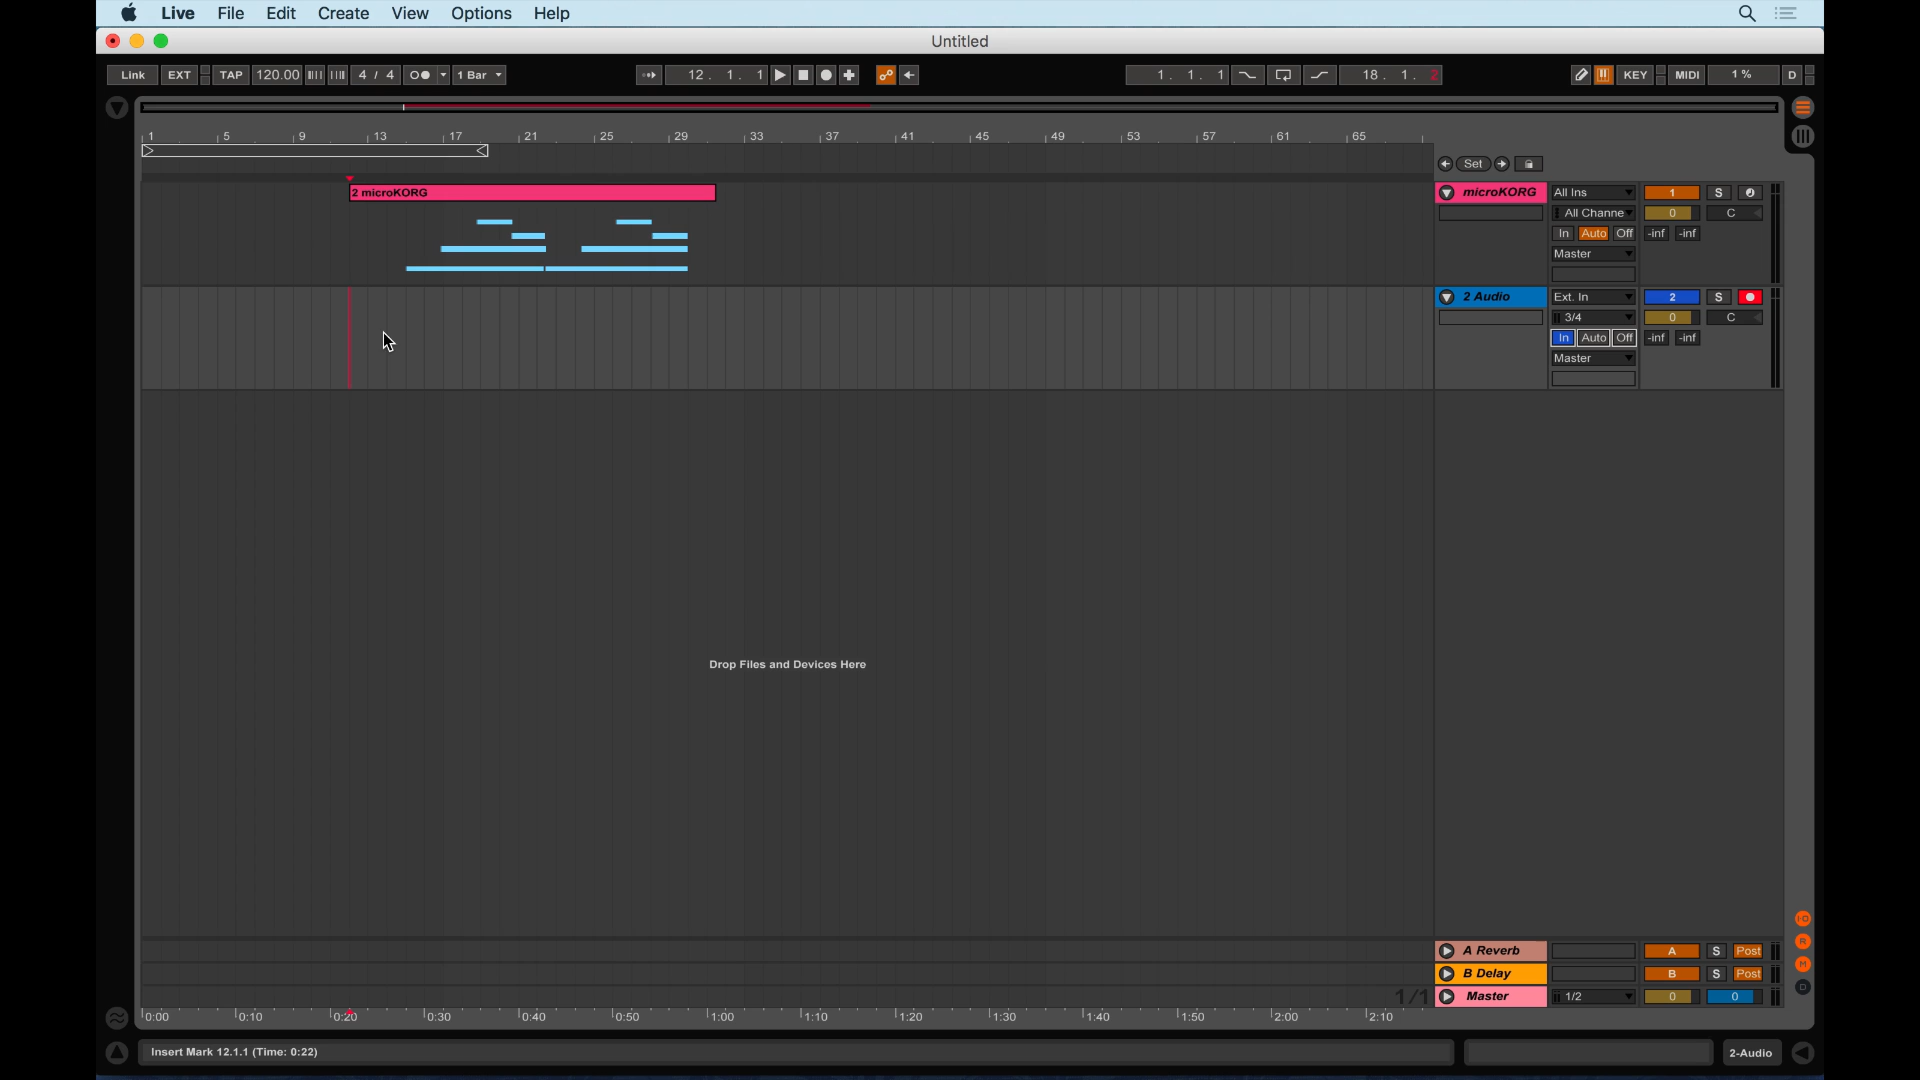 Live File Edit Create View Options Help
Untitled
Link EXT TAP 120.00 4 / 4 1 Bar 12. 1. 1 1. 1. 1 18. 1. 2 KEY MIDI 1 % D
1 5 9 13 17 21 25 29 33 37 41 45 49 53 57 61 65
Set
2 microKORG
microKORG All Ins 1 S
All Channe 0 C
In Auto Off -inf -inf
Master
2 Audio Ext. In 2 S
3/4 0 C
In Auto Off -inf -inf
Master
Drop Files and Devices Here
A Reverb A S Post
B Delay B S Post
1/1 Master 1/2 0 0
0:00 0:10 0:20 0:30 0:40 0:50 1:00 1:10 1:20 1:30 1:40 1:50 2:00 2:10
Insert Mark 12.1.1 (Time: 0:22) 2-Audio